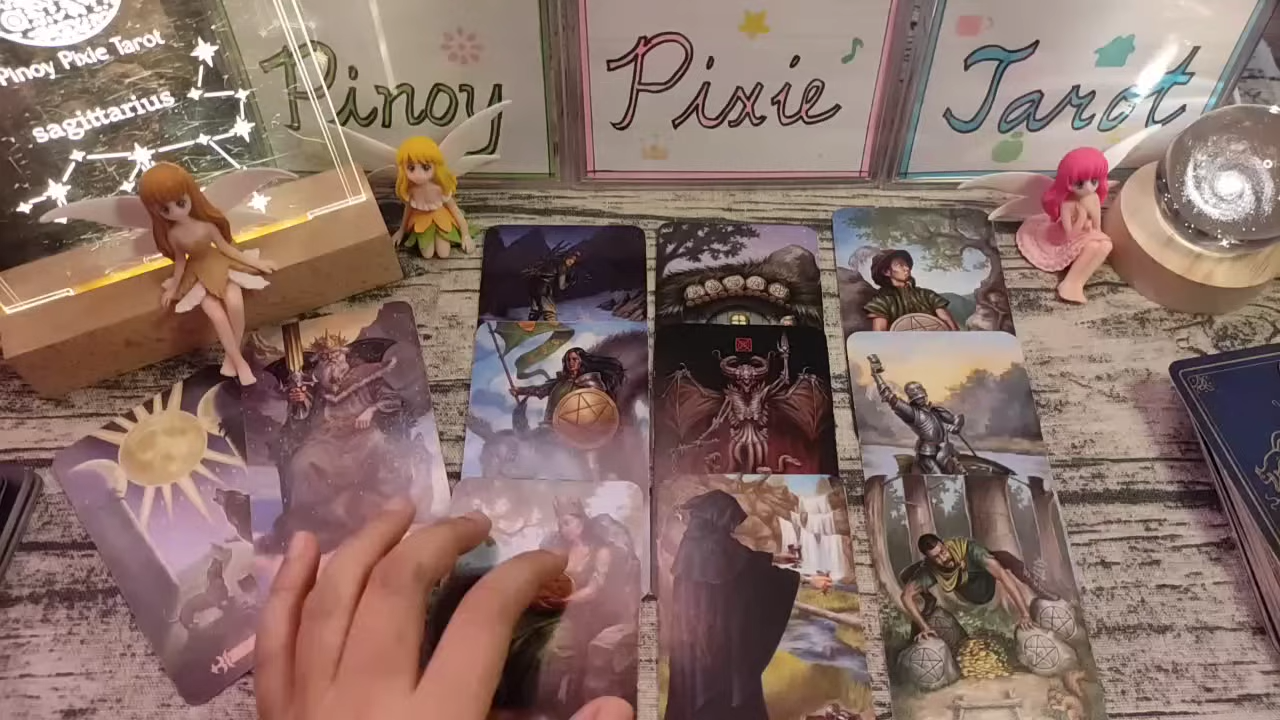 Pinoy Pixie Tarot
sagittarius
Pinoy
Pixie
Tarot